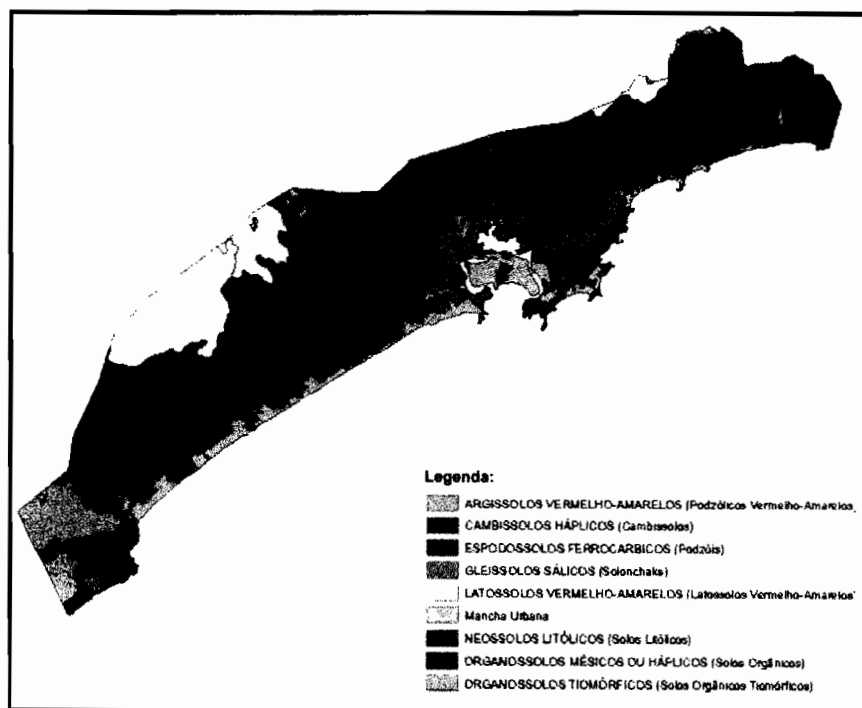 Legenda:
ARGISSOLOS VERMELHO-AMARELOS (Podzólicos Vermelho-Amarelos)
CAMBISSOLOS HÁPLICOS (Cambissolos)
ESPODOSSOLOS FERROCARBICOS (Podzóis)
GLEISSOLOS SÁLICOS (Solonchaks)
LATOSSOLOS VERMELHO-AMARELOS (Latossolos Vermelho-Amarelos)
Mancha Urbana
NEOSSOLOS LITÓLICOS (Solos Litólicos)
ORGANOSSOLOS MÉSICOS OU HÁPLICOS (Solos Orgânicos)
ORGANOSSOLOS TIOMÓRFICOS (Solos Orgânicos Tiomórficos)